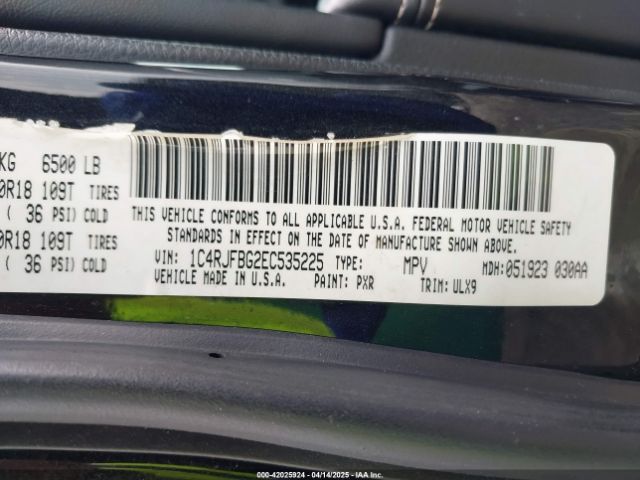 KG 6500 LB
0R18 109T TIRES
( 36 PSI) COLD
0R18 109T TIRES
( 36 PSI) COLD
THIS VEHICLE CONFORMS TO ALL APPLICABLE U.S.A. FEDERAL MOTOR VEHICLE SAFETY
STANDARDS IN EFFECT ON THE DATE OF MANUFACTURE SHOWN ABOVE.
VIN: 1C4RJFBG2EC535225 TYPE: MPV MDH:051923 030AA
VEHICLE MADE IN U.S.A. PAINT: PXR TRIM: ULX9
000-42025924 - 04/14/2025 - IAAI.COM